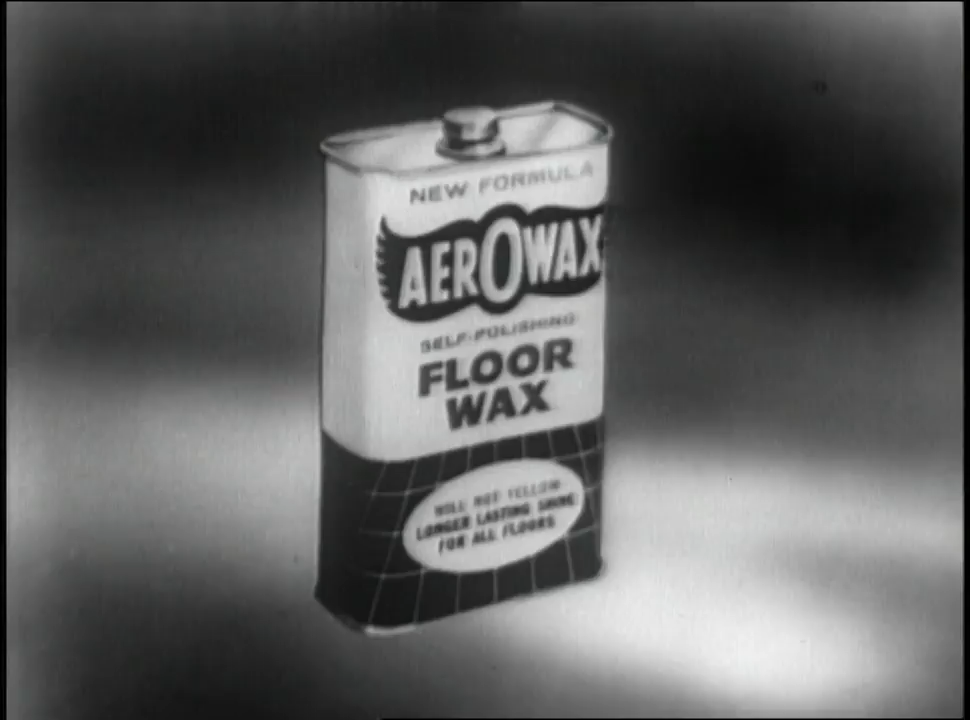 NEW FORMULA
AEROWAX
SELF-POLISHING
FLOOR
WAX
WILL NOT YELLOW
LONGER LASTING SHINE
FOR ALL FLOORS